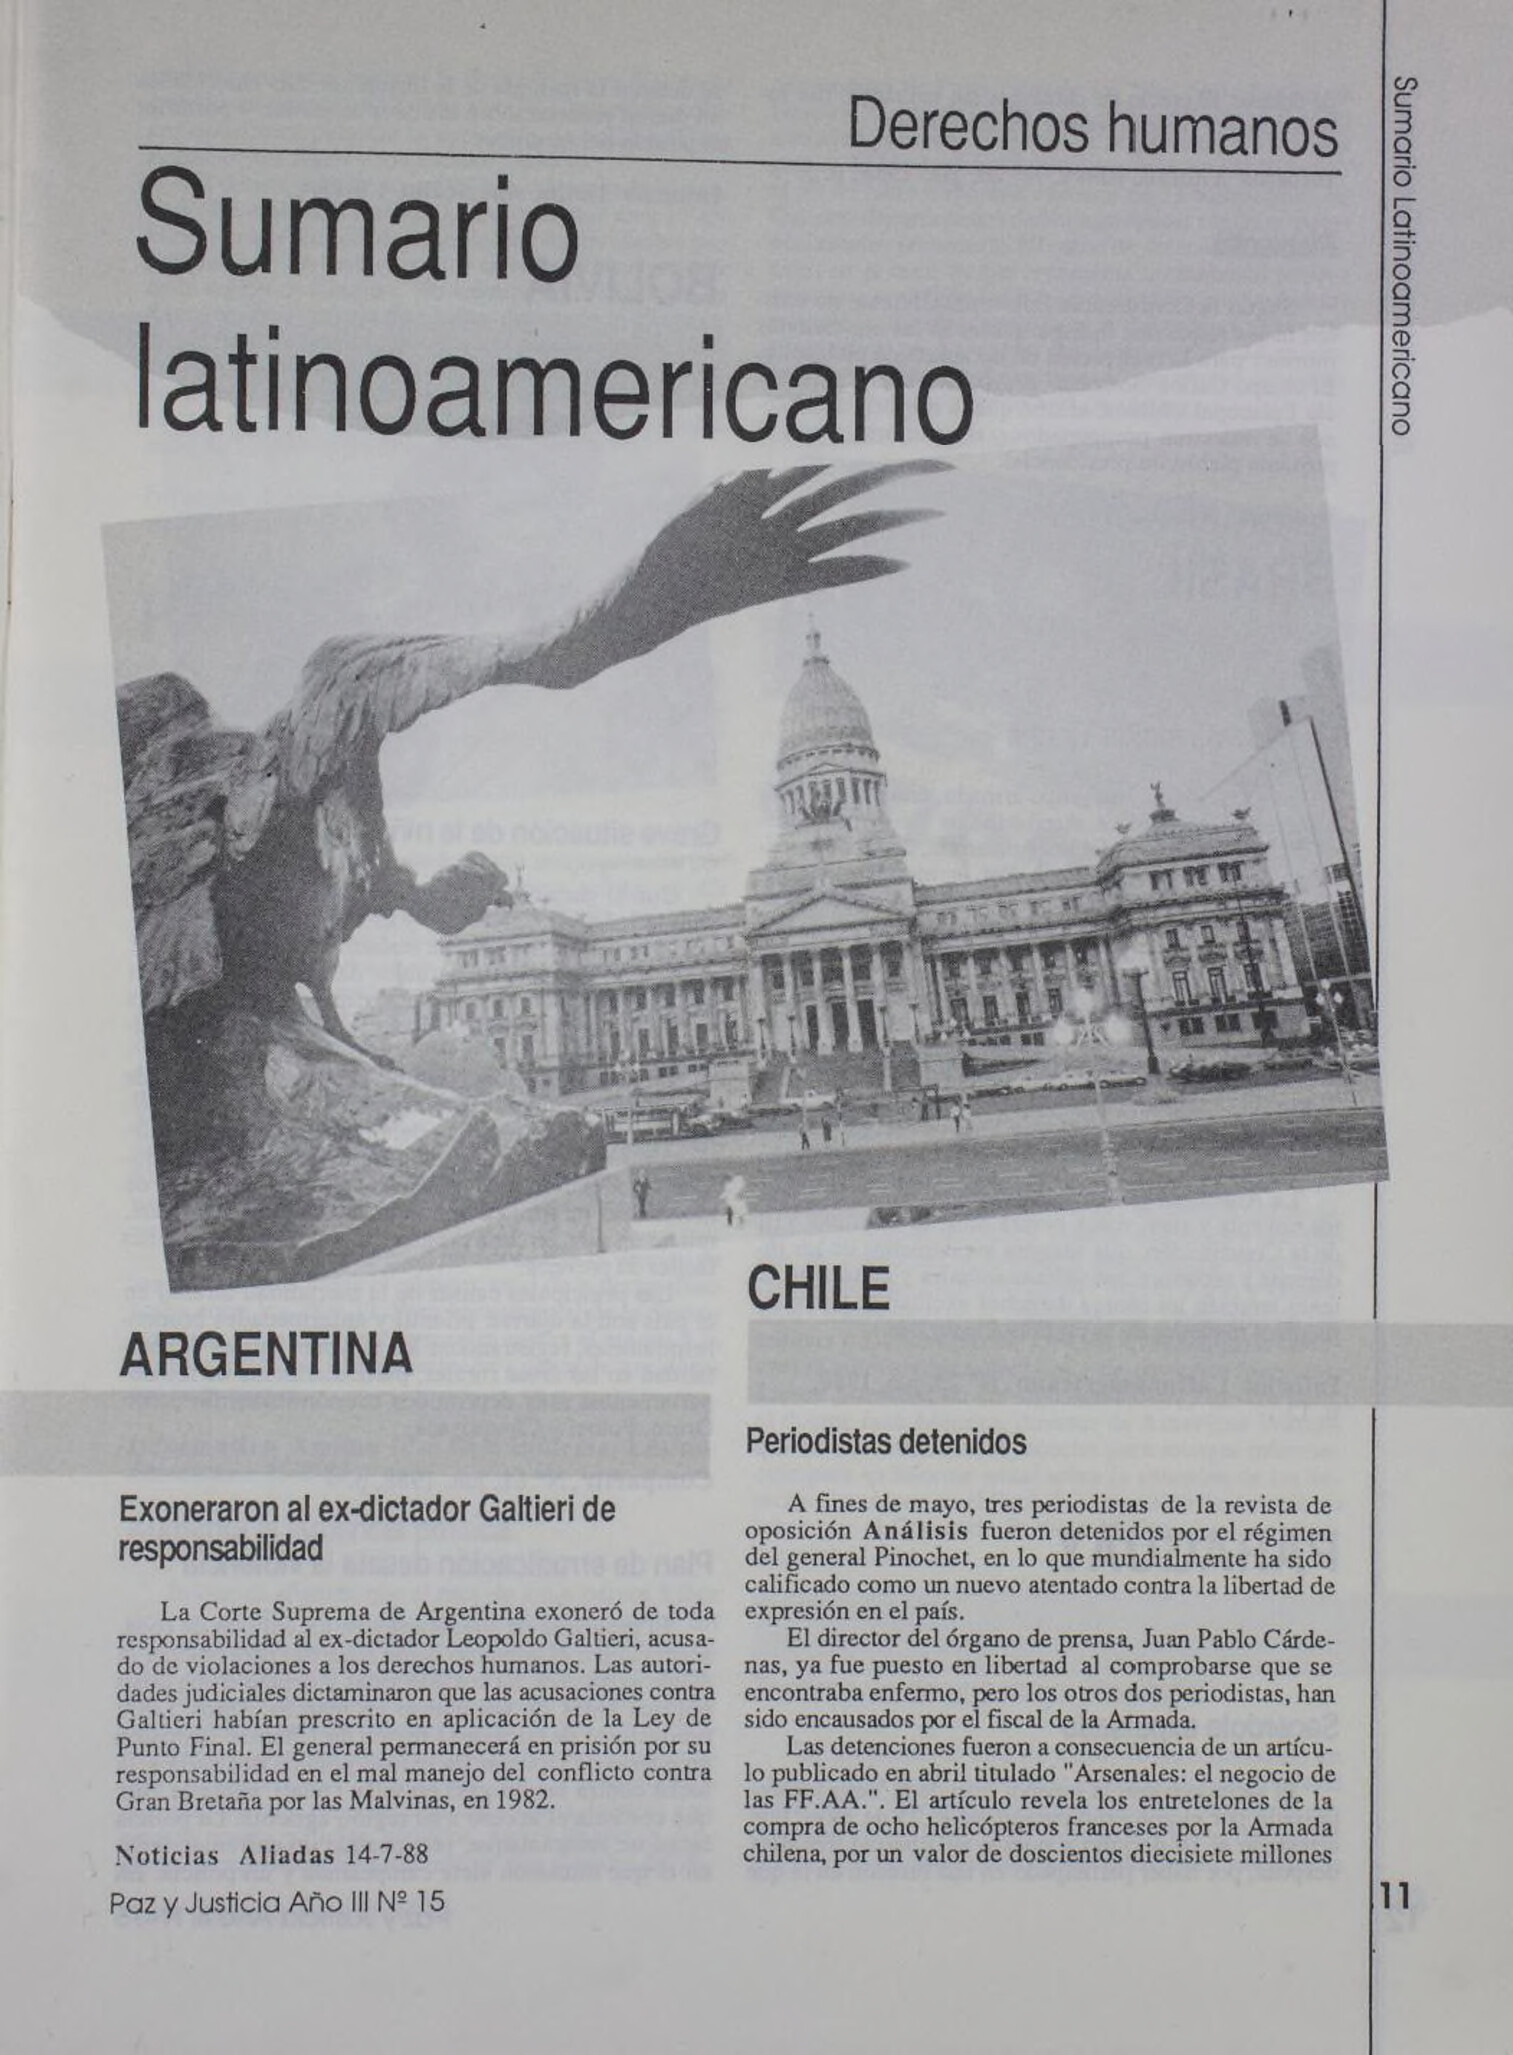 Derechos humanos
Sumario
latinoamericano
Sumario Latinoamericano
ARGENTINA
Exoneraron al ex-dictador Galtieri de
responsabilidad
La Corte Suprema de Argentina exoneró de toda
responsabilidad al ex-dictador Leopoldo Galtieri, acusa-
do de violaciones a los derechos humanos. Las autori-
dades judiciales dictaminaron que las acusaciones contra
Galtieri habían prescrito en aplicación de la Ley de
Punto Final. El general permanecerá en prisión por su
responsabilidad en el mal manejo del conflicto contra
Gran Bretaña por las Malvinas, en 1982.
Noticias Aliadas 14-7-88
CHILE
Periodistas detenidos
A fines de mayo, tres periodistas de la revista de
oposición Análisis fueron detenidos por el régimen
del general Pinochet, en lo que mundialmente ha sido
calificado como un nuevo atentado contra la libertad de
expresión en el país.
El director del órgano de prensa, Juan Pablo Cárde-
nas, ya fue puesto en libertad al comprobarse que se
encontraba enfermo, pero los otros dos periodistas, han
sido encausados por el fiscal de la Armada.
Las detenciones fueron a consecuencia de un artícu-
lo publicado en abril titulado "Arsenales: el negocio de
las FF.AA.". El artículo revela los entretelones de la
compra de ocho helicópteros franceses por la Armada
chilena, por un valor de doscientos diecisiete millones
Paz y Justicia Año III Nº 15
11